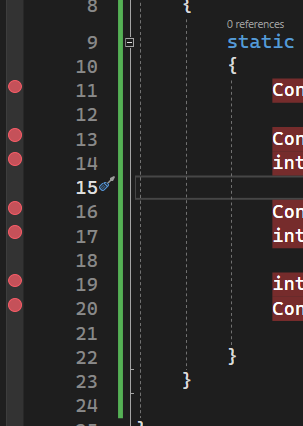 8 {
0 references
9 static
10 {
11 Con
12
13 Con
14 int
15
16 Con
17 int
18
19 int
20 Con
21
22 }
23 }
24